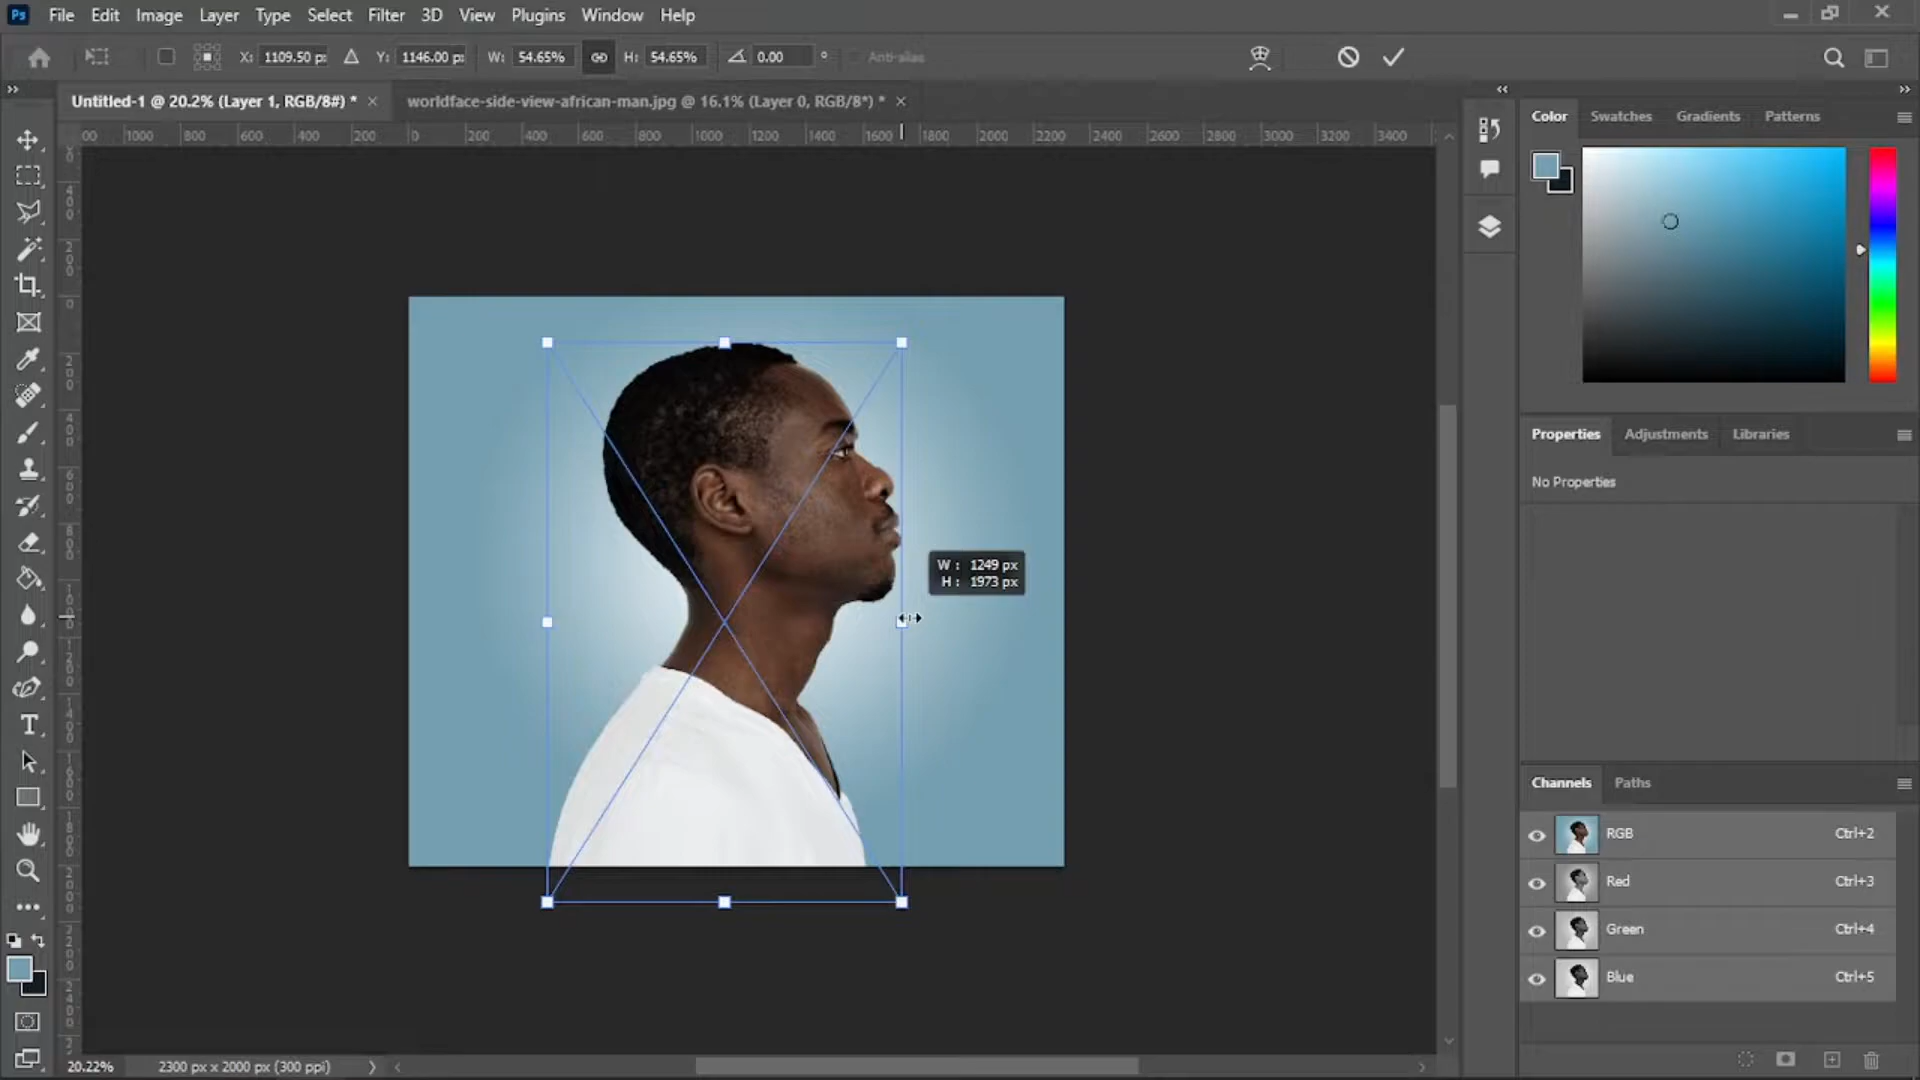 Ps File Edit Image Layer Type Select Filter 3D View Plugins Window Help
X: 1109.50 px Y: 1146.00 px W: 54.65% H: 54.65% 0.00 ° Anti-alias
Untitled-1 @ 20.2% (Layer 1, RGB/8#) * × worldface-side-view-african-man.jpg @ 16.1% (Layer 0, RGB/8*) * ×
00 1000 800 600 400 200 0 200 400 600 800 1000 1200 1400 1600 1800 2000 2200 2400 2600 2800 3000 3200 3400
Color Swatches Gradients Patterns
Properties Adjustments Libraries
No Properties
W : 1249 px
H : 1973 px
Channels Paths
RGB Ctrl+2
Red Ctrl+3
Green Ctrl+4
Blue Ctrl+5
20.22% 2300 px x 2000 px (300 ppi)